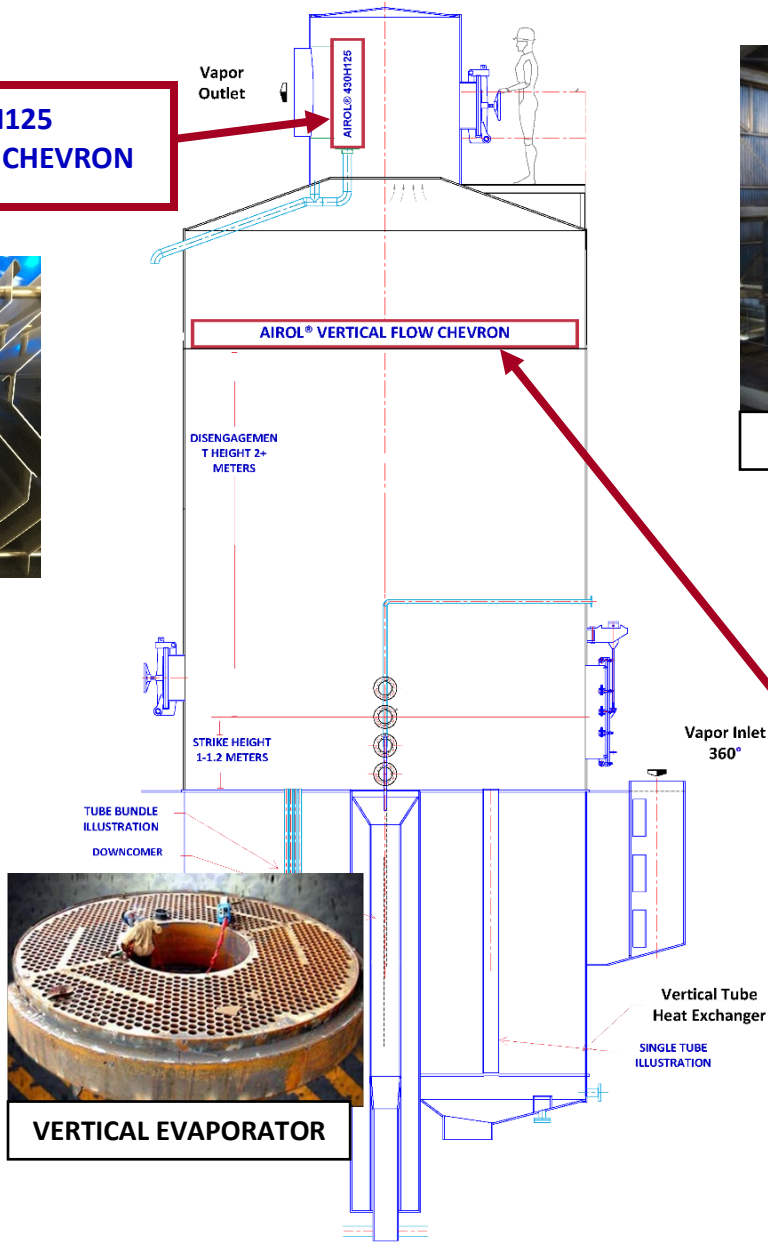 Vapor
Outlet
AIROL® 430H125
H125
CHEVRON
AIROL® VERTICAL FLOW CHEVRON
DISENGAGEMEN
T HEIGHT 2+
METERS
STRIKE HEIGHT
1-1.2 METERS
Vapor Inlet
360°
TUBE BUNDLE
ILLUSTRATION
DOWNCOMER
Vertical Tube
Heat Exchanger
SINGLE TUBE
ILLUSTRATION
VERTICAL EVAPORATOR